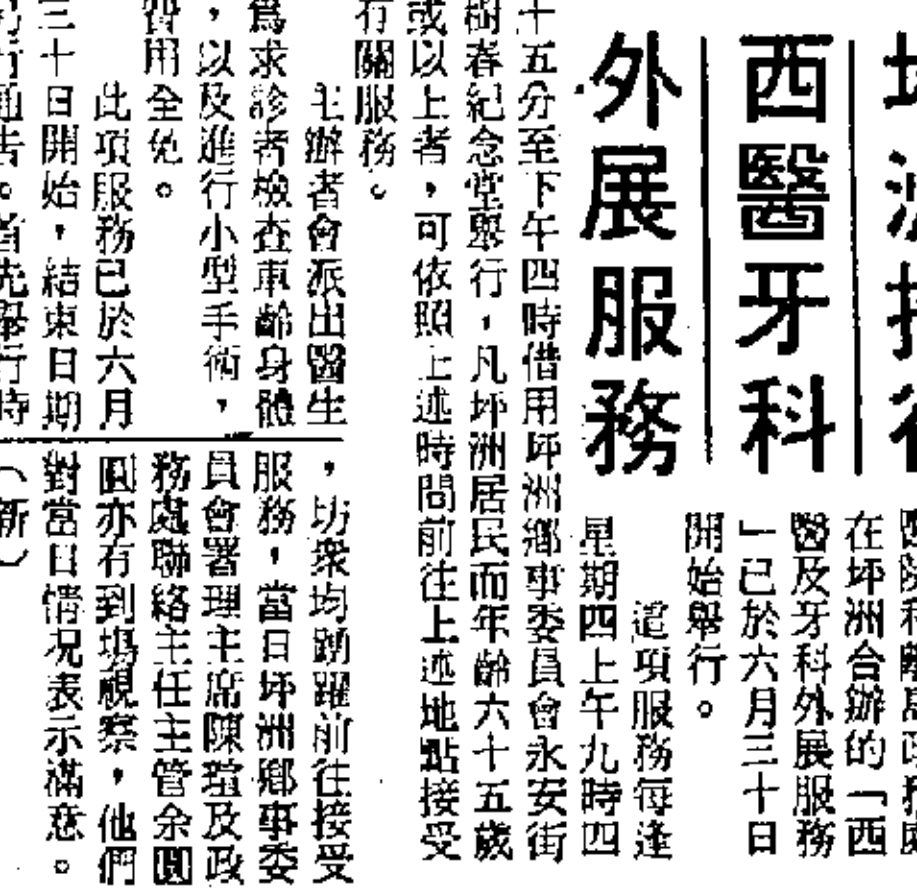 西醫牙科
外展服務
離島政務處
在坪洲合辦的「西
醫及牙科外展服務
」已於六月三十日
開始舉行。
這項服務每逢
星期四上午九時四
十五分至下午四時借用坪洲鄉事委員會永安街
樹春紀念堂舉行，凡坪洲居民而年齡六十五歲
或以上者，可依照上述時間前往上述地點接受
有關服務。
主辦者會派出醫生
爲求診者檢查車齡身體
，以及進行小型手術，
費用全免。
此項服務已於六月
三十日開始，結束日期
另行通告。首先舉行時
，坊衆均踴躍前往接受
服務，當日坪洲鄉事委
員會署理主席陳瑄及政
務處聯絡主任主管余圓
圓亦有到場視察，他們
對當日情況表示滿意。
（新）